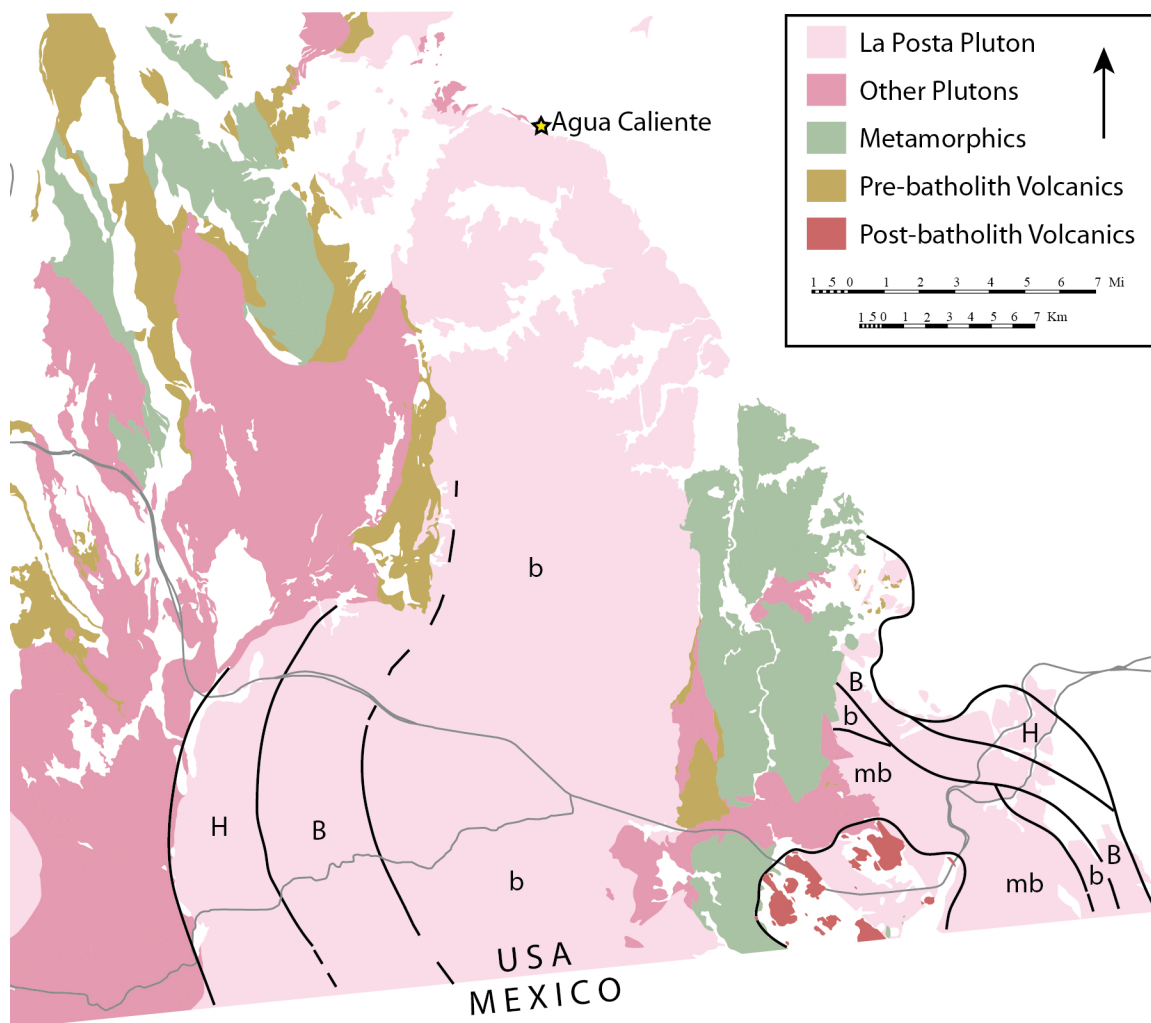 La Posta Pluton
Other Plutons
Metamorphics
Pre-batholith Volcanics
Post-batholith Volcanics
1 .5 0 1 2 3 4 5 6 7 Mi
1 .5 0 1 2 3 4 5 6 7 Km
Agua Caliente
b
B
b
H
mb
H
B
b
mb
b
B
USA
MEXICO